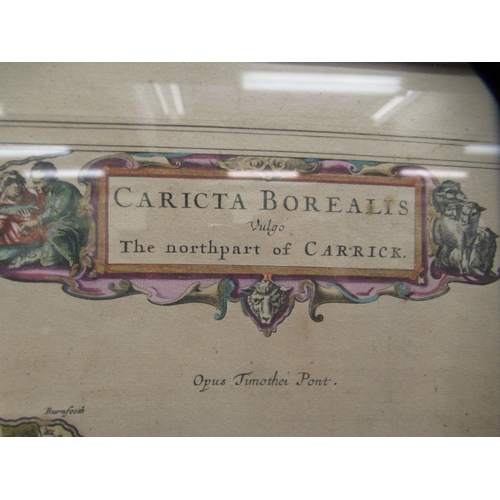 CARICTA BOREALIS
Vulgo
The northpart of CARRICK.
Opus Timothei Pont.